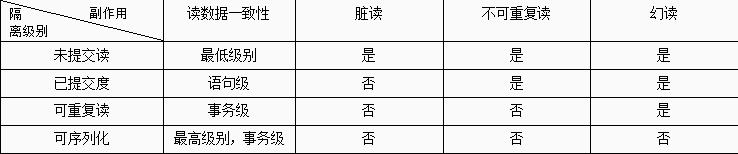 隔 副作用 读数据一致性 脏读 不可重复读 幻读
离级别
未提交读 最低级别 是 是 是
已提交度 语句级 否 是 是
可重复读 事务级 否 否 是
可序列化 最高级别，事务级 否 否 否